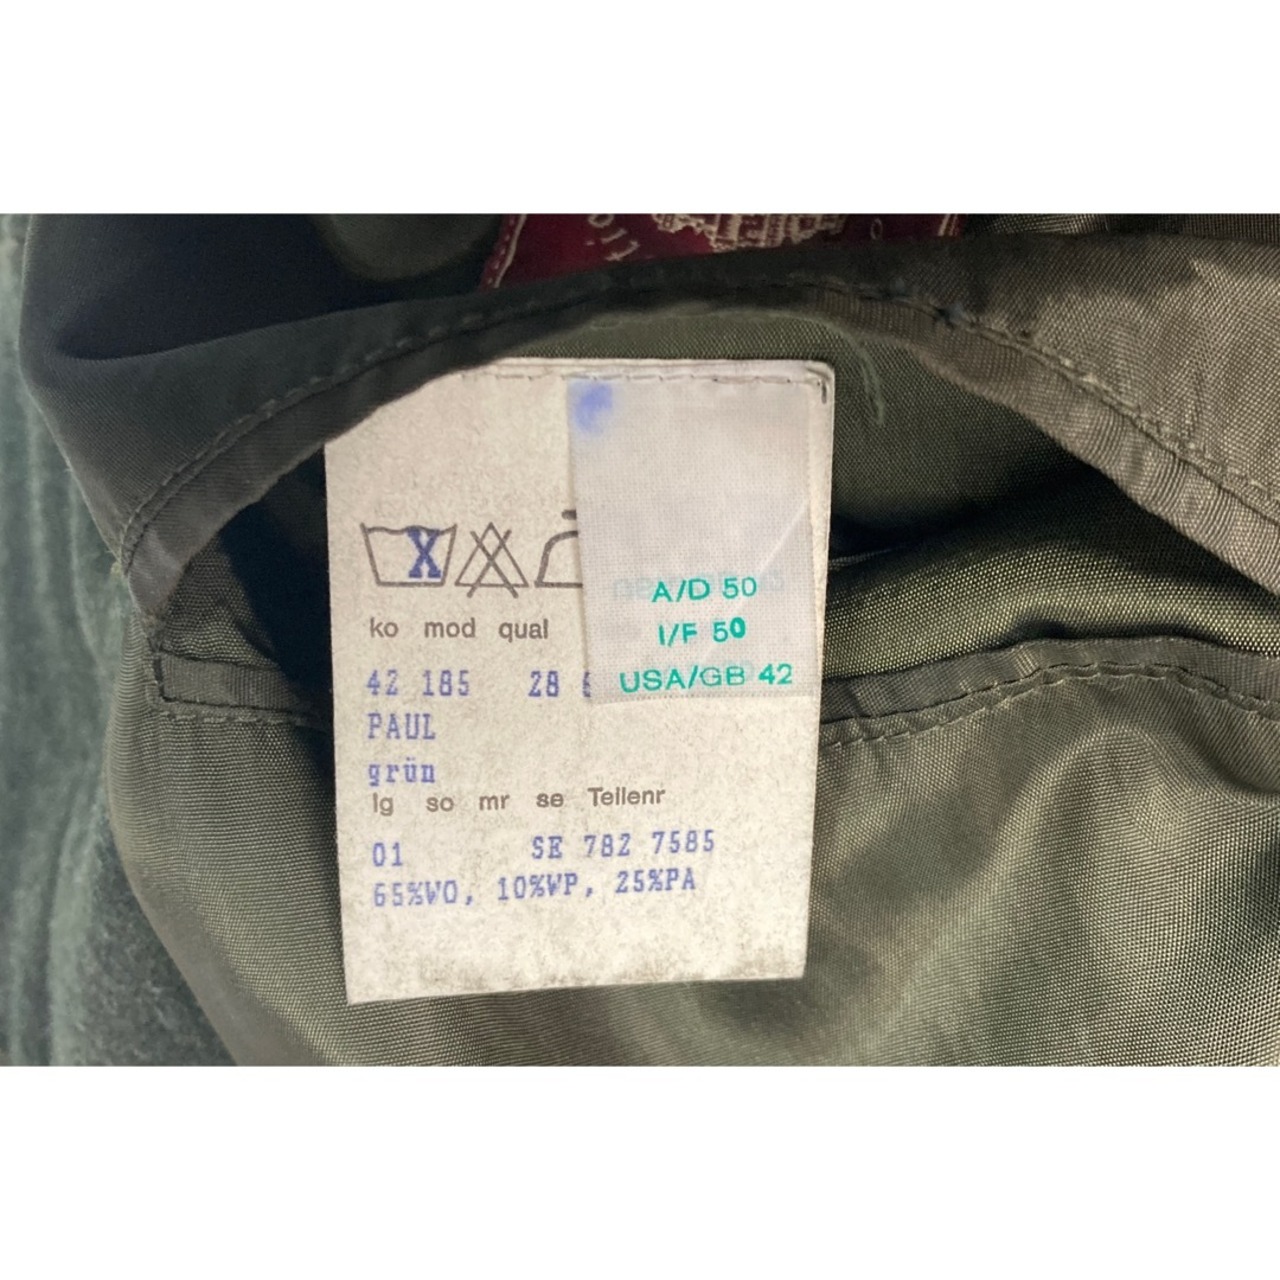 A/D 50
I/F 50
USA/GB 42
X
ko mod qual
42 185 28
PAUL
grün
lg so mr se Teilenr
01 SE 782 7585
65%WO, 10%WP, 25%PA